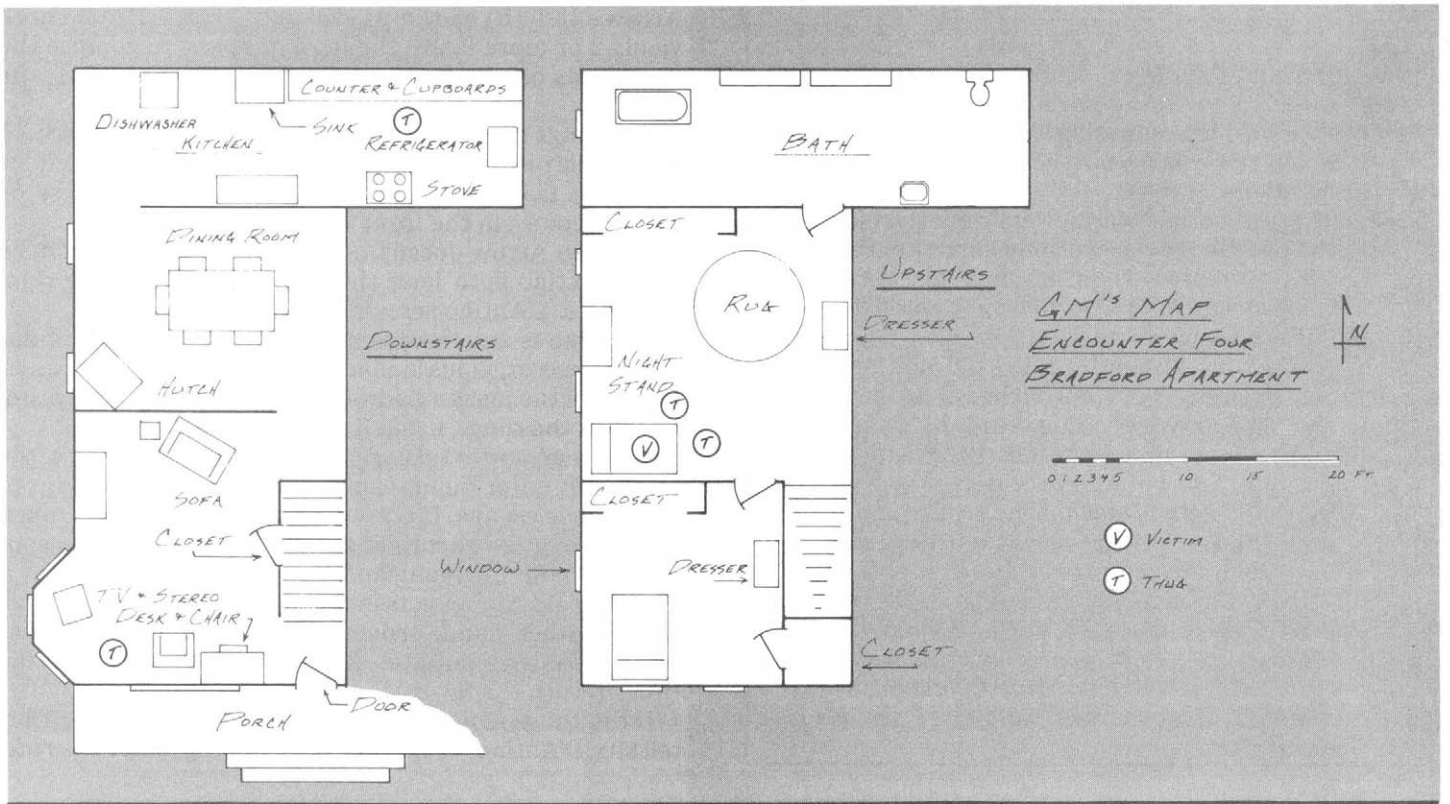 COUNTER & CUPBOARDS
DISHWASHER
SINK
T
KITCHEN
REFRIGERATOR
STOVE
DINING ROOM
HUTCH
SOFA
CLOSET
TV & STEREO
DESK & CHAIR
T
DOOR
PORCH
DOWNSTAIRS
BATH
CLOSET
RUG
UPSTAIRS
DRESSER
NIGHT
STAND
T
T
V
CLOSET
WINDOW
DRESSER
CLOSET
GM'S MAP
ENCOUNTER FOUR
BRADFORD APARTMENT
N
0 1 2 3 4 5 10 15 20 FT
V VICTIM
T THUG